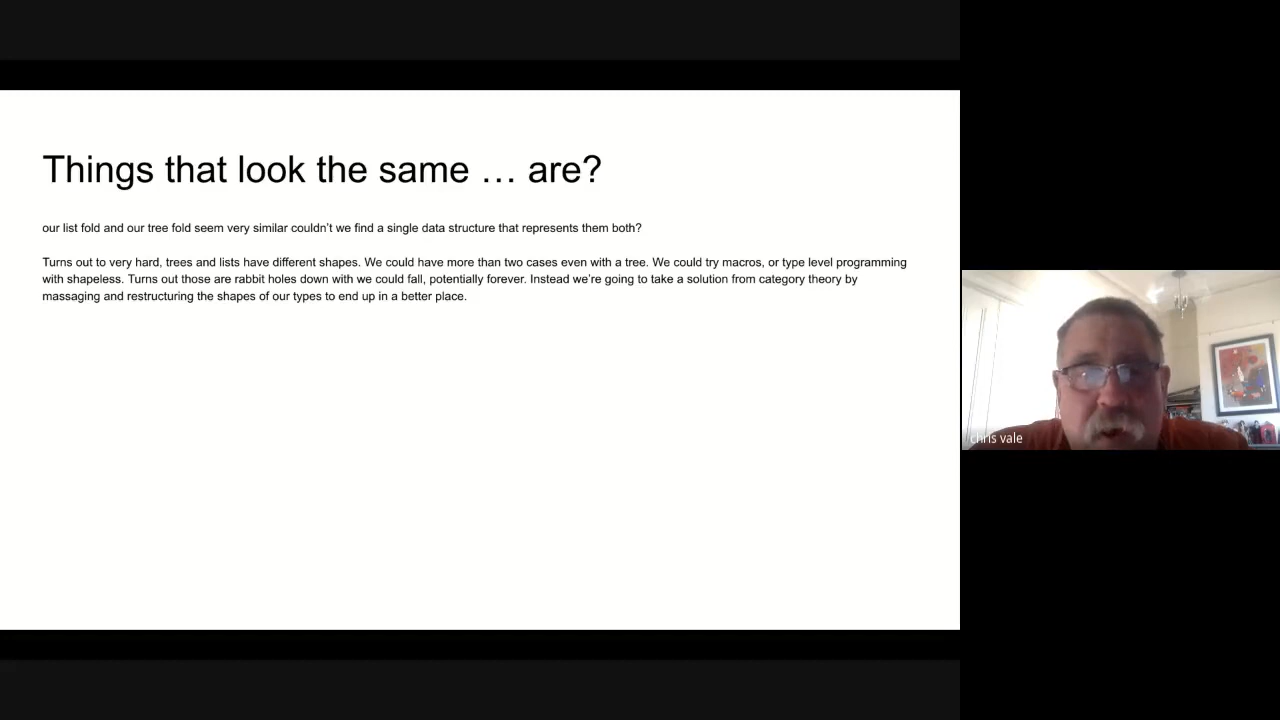 Things that look the same … are?
our list fold and our tree fold seem very similar couldn't we find a single data structure that represents them both?
Turns out to very hard, trees and lists have different shapes. We could have more than two cases even with a tree. We could try macros, or type level programming
with shapeless. Turns out those are rabbit holes down with we could fall, potentially forever. Instead we're going to take a solution from category theory by
massaging and restructuring the shapes of our types to end up in a better place.
chris vale